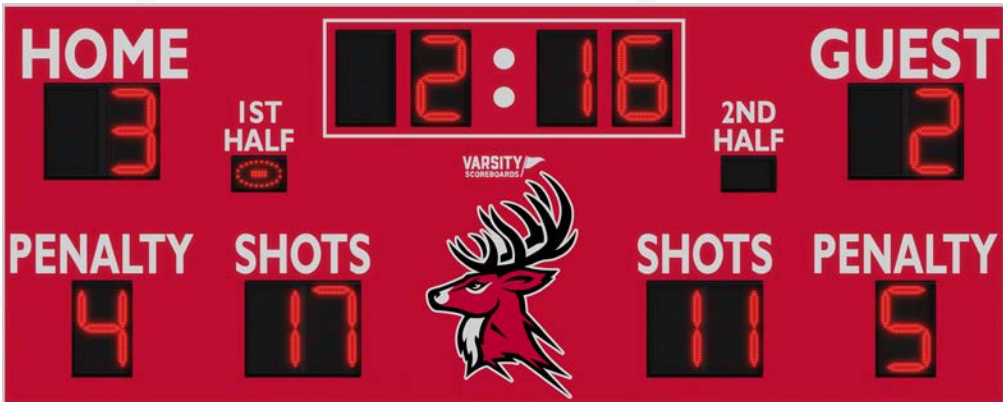 HOME
2:16
GUEST
3
1ST
HALF
2ND
HALF
2
VARSITY
SCOREBOARDS
PENALTY
SHOTS
SHOTS
PENALTY
4
17
11
5